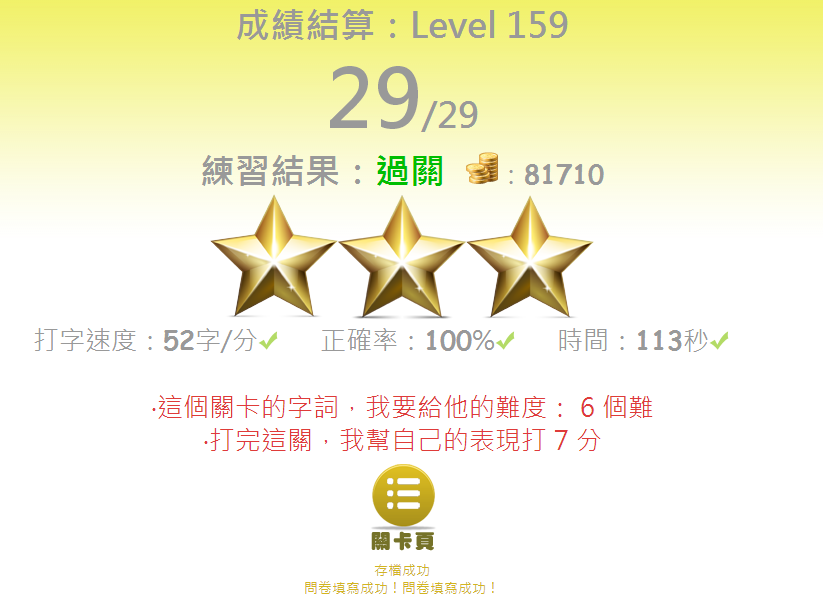 成績結算：Level 159
29/29
練習結果：過關 : 81710
打字速度：52字/分 正確率：100% 時間：113秒
·這個關卡的字詞，我要給他的難度： 6 個難
·打完這關，我幫自己的表現打 7 分
關卡頁
存檔成功
問卷填寫成功！問卷填寫成功！